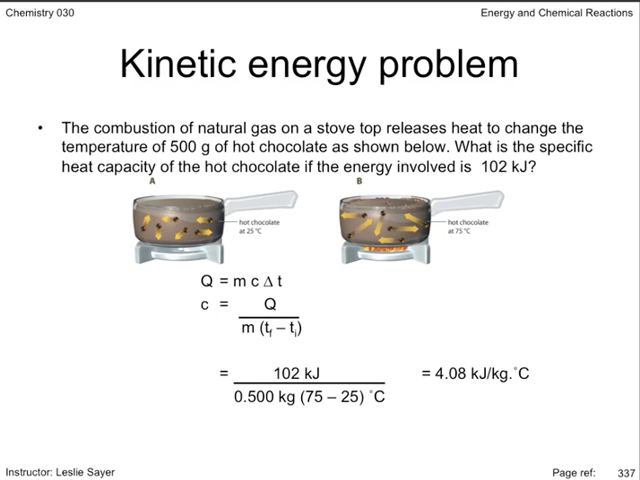 Chemistry 030
Energy and Chemical Reactions
Kinetic energy problem
• The combustion of natural gas on a stove top releases heat to change the
temperature of 500 g of hot chocolate as shown below. What is the specific
heat capacity of the hot chocolate if the energy involved is 102 kJ?
A
B
hot chocolate
at 25 °C
hot chocolate
at 75 °C
Q = m c Δ t
c = Q
m (tf – ti)
= 102 kJ = 4.08 kJ/kg.°C
0.500 kg (75 – 25) °C
Instructor: Leslie Sayer
Page ref: 337